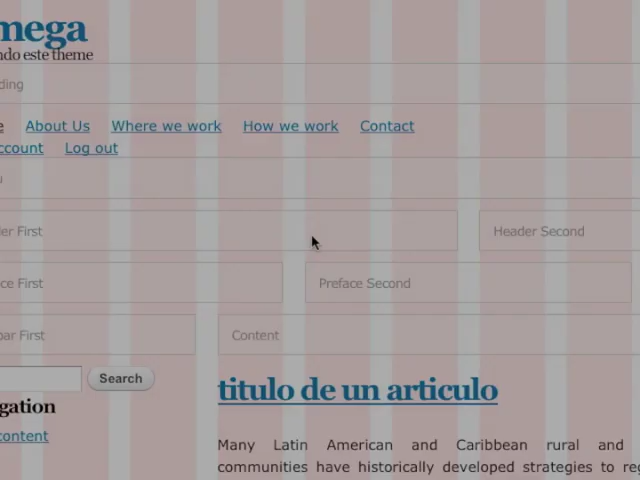 mega
ndo este theme
ding
e About Us Where we work How we work Contact
ccount Log out
u
er First Header Second
ce First Preface Second
bar First Content
Search
gation
content
titulo de un articulo
Many Latin American and Caribbean rural and
communities have historically developed strategies to reg